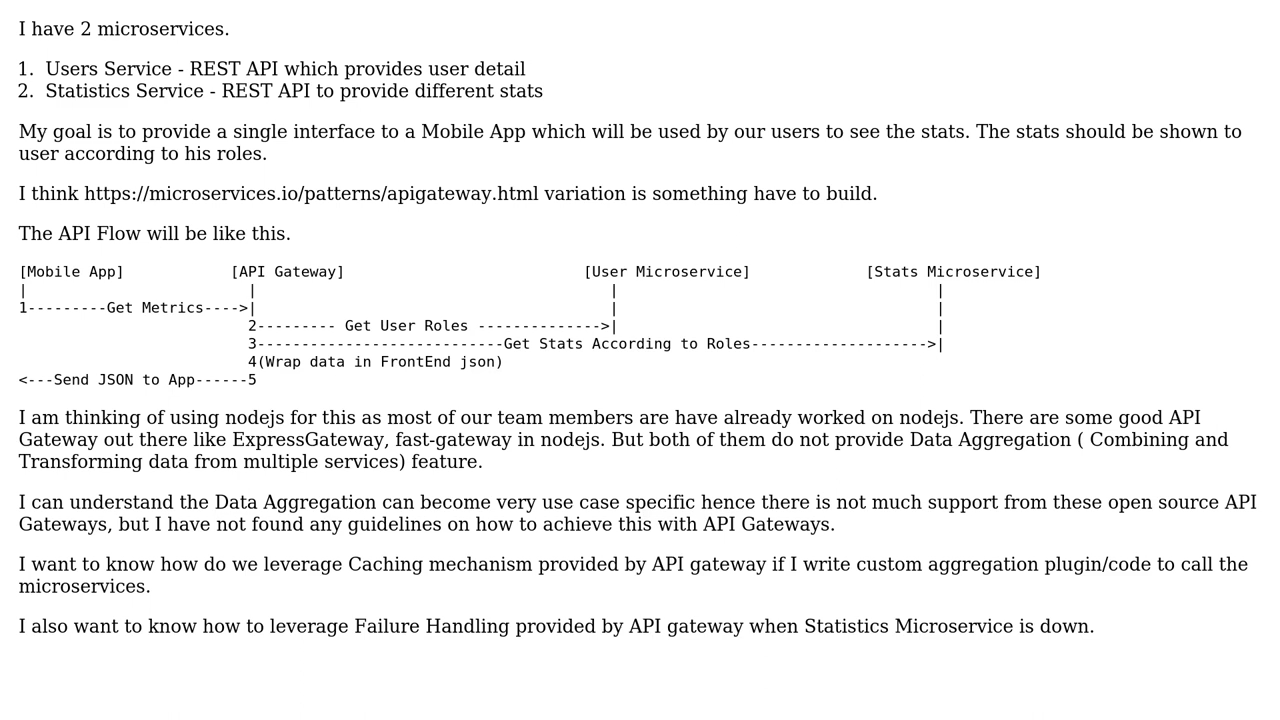 I have 2 microservices.
1. Users Service - REST API which provides user detail
2. Statistics Service - REST API to provide different stats
My goal is to provide a single interface to a Mobile App which will be used by our users to see the stats. The stats should be shown to
user according to his roles.
I think https://microservices.io/patterns/apigateway.html variation is something have to build.
The API Flow will be like this.
[Mobile App]            [API Gateway]                           [User Microservice]             [Stats Microservice]
|                         |                                        |                                    |
1---------Get Metrics---->|                                        |                                    |
                          2--------- Get User Roles -------------->|                                    |
                          3----------------------------Get Stats According to Roles-------------------->|
                          4(Wrap data in FrontEnd json)
<---Send JSON to App------5
I am thinking of using nodejs for this as most of our team members are have already worked on nodejs. There are some good API
Gateway out there like ExpressGateway, fast-gateway in nodejs. But both of them do not provide Data Aggregation ( Combining and
Transforming data from multiple services) feature.
I can understand the Data Aggregation can become very use case specific hence there is not much support from these open source API
Gateways, but I have not found any guidelines on how to achieve this with API Gateways.
I want to know how do we leverage Caching mechanism provided by API gateway if I write custom aggregation plugin/code to call the
microservices.
I also want to know how to leverage Failure Handling provided by API gateway when Statistics Microservice is down.